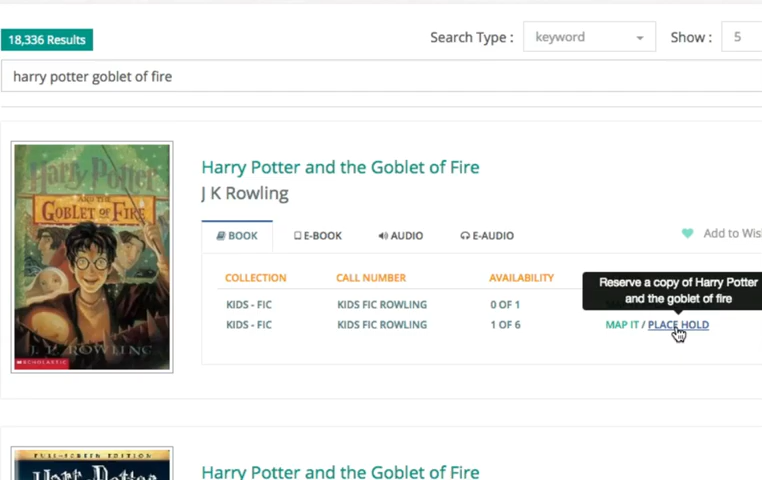 18,336 Results
Search Type : keyword Show : 5
harry potter goblet of fire
Harry Potter
AND THE
GOBLET OF FIRE
J. K. ROWLING
SCHOLASTIC
Harry Potter and the Goblet of Fire
J K Rowling
BOOK E-BOOK AUDIO E-AUDIO Add to Wis
COLLECTION CALL NUMBER AVAILABILITY
Reserve a copy of Harry Potter
and the goblet of fire
KIDS - FIC KIDS FIC ROWLING 0 OF 1
KIDS - FIC KIDS FIC ROWLING 1 OF 6 MAP IT / PLACE HOLD
FULL-SCREEN EDITION
Harry Potter
Harry Potter and the Goblet of Fire